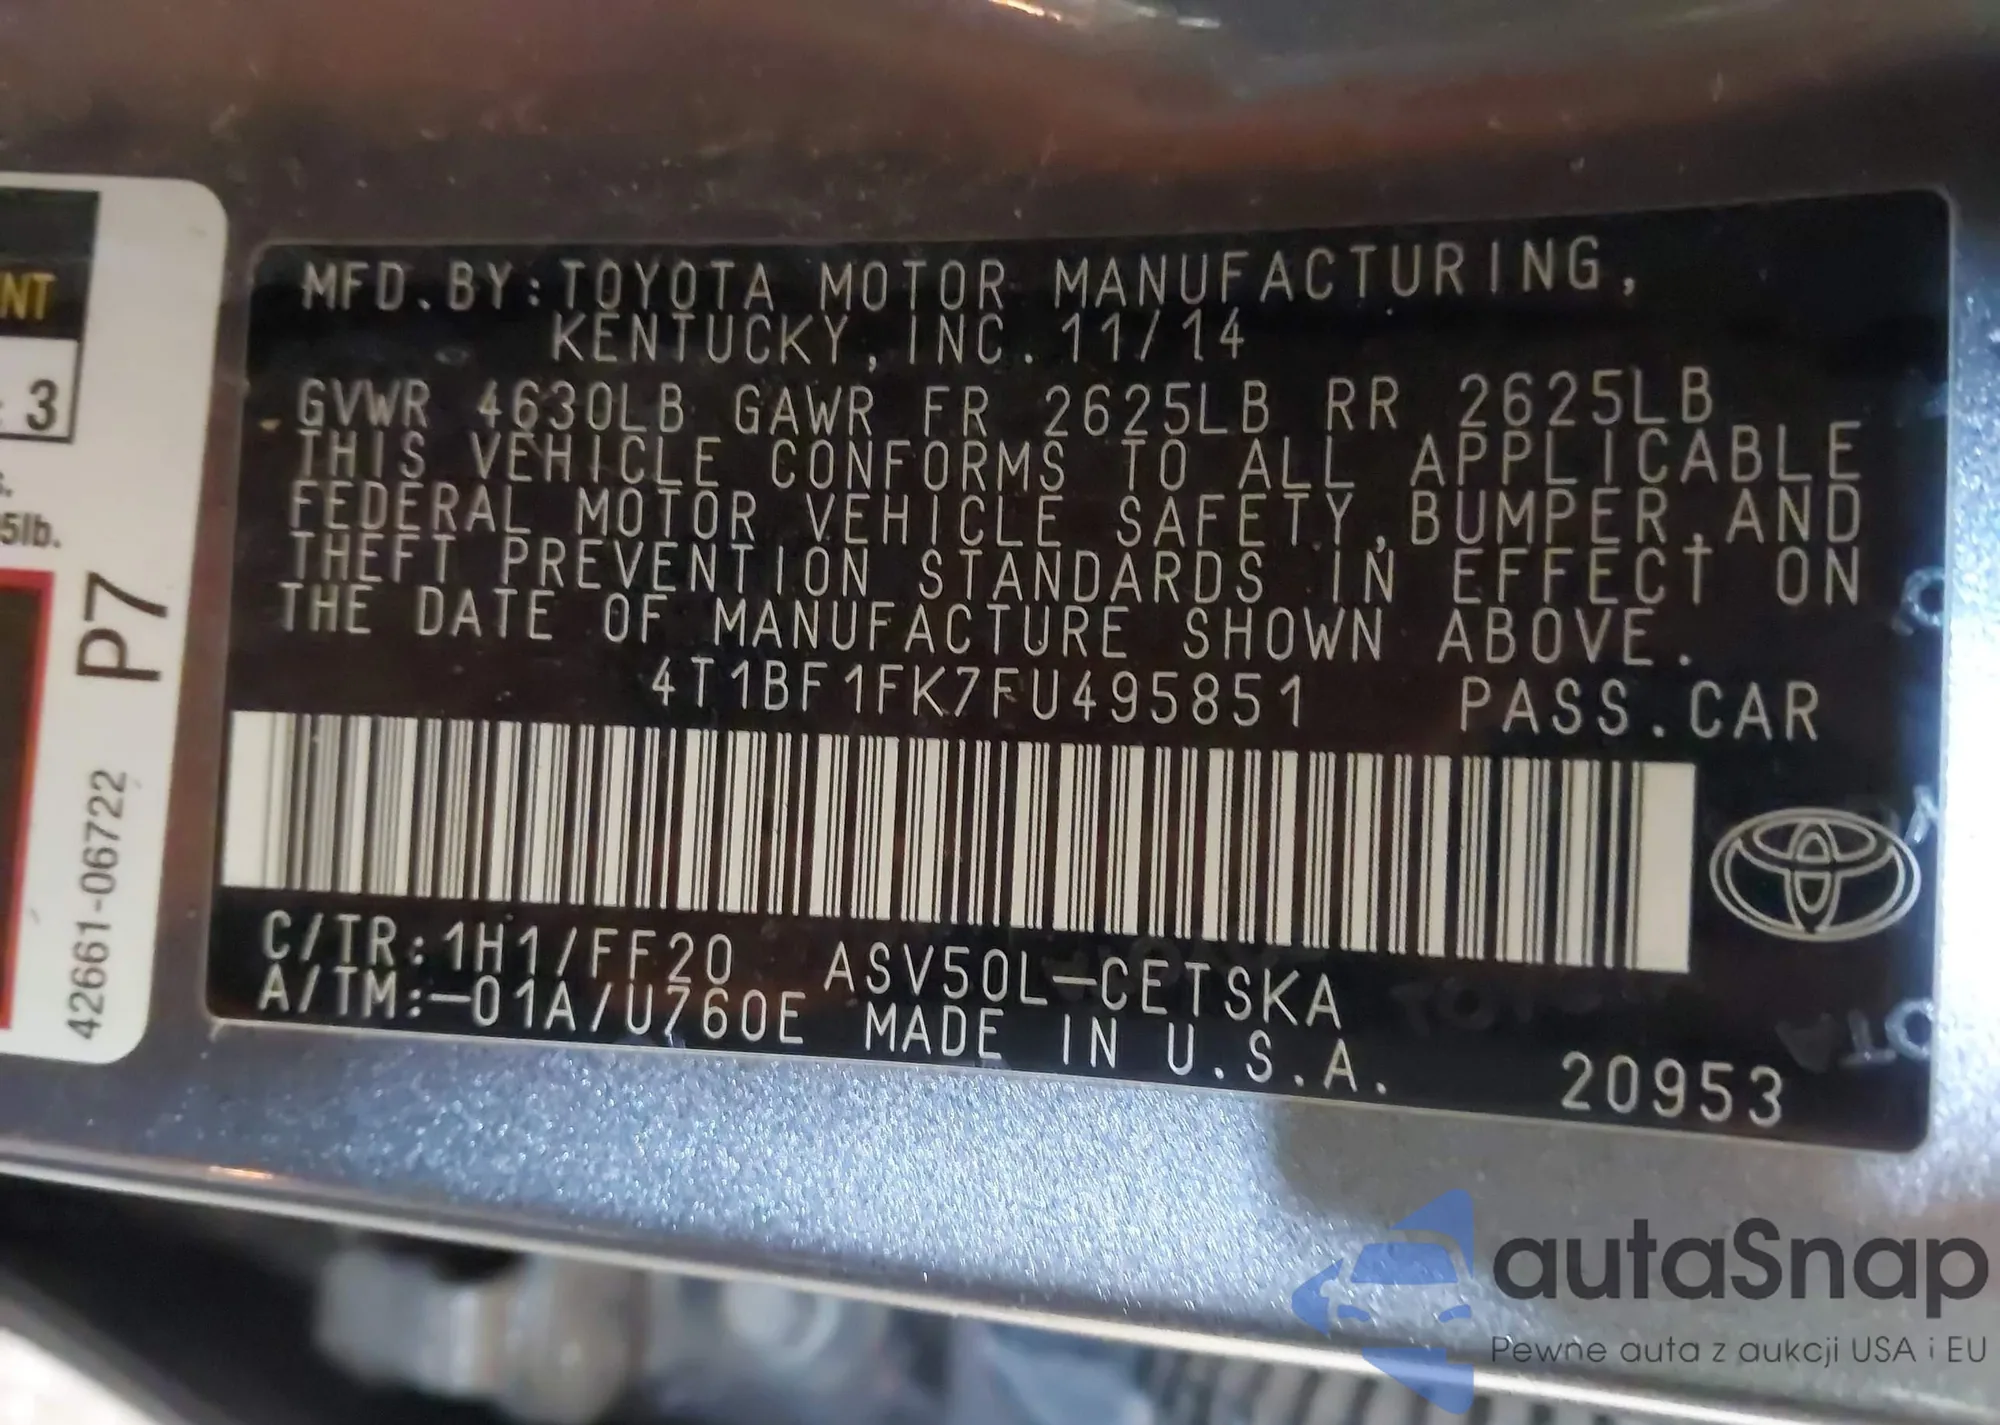 MFD. BY: TOYOTA MOTOR MANUFACTURING,
KENTUCKY, INC. 11/14
GVWR 4630LB GAWR FR 2625LB RR 2625LB
THIS VEHICLE CONFORMS TO ALL APPLICABLE
FEDERAL MOTOR VEHICLE SAFETY, BUMPER, AND
THEFT PREVENTION STANDARDS IN EFFECT ON
THE DATE OF MANUFACTURE SHOWN ABOVE.
4T1BF1FK7FU495851 PASS. CAR
C/TR: 1H1/FF20 ASV50L-CETSKA
A/TM: -01A/U760E MADE IN U.S.A.
20953
NT
3
5lb.
P7
42661-06722
autaSnap
Pewne auta z aukcji USA i EU